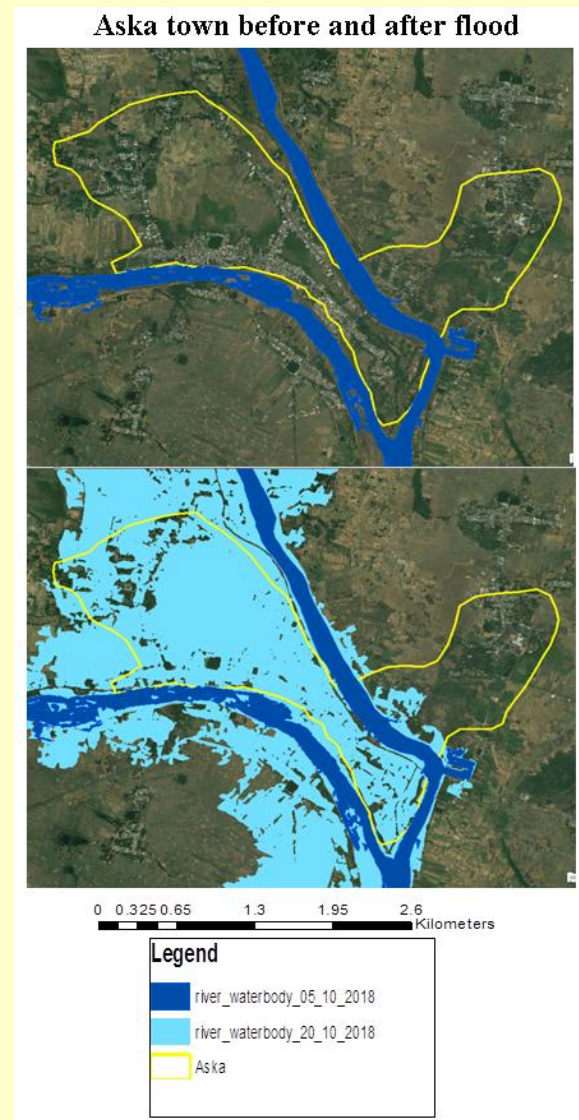 Aska town before and after flood
0 0.325 0.65 1.3 1.95 2.6
Kilometers
Legend
river_waterbody_05_10_2018
river_waterbody_20_10_2018
Aska